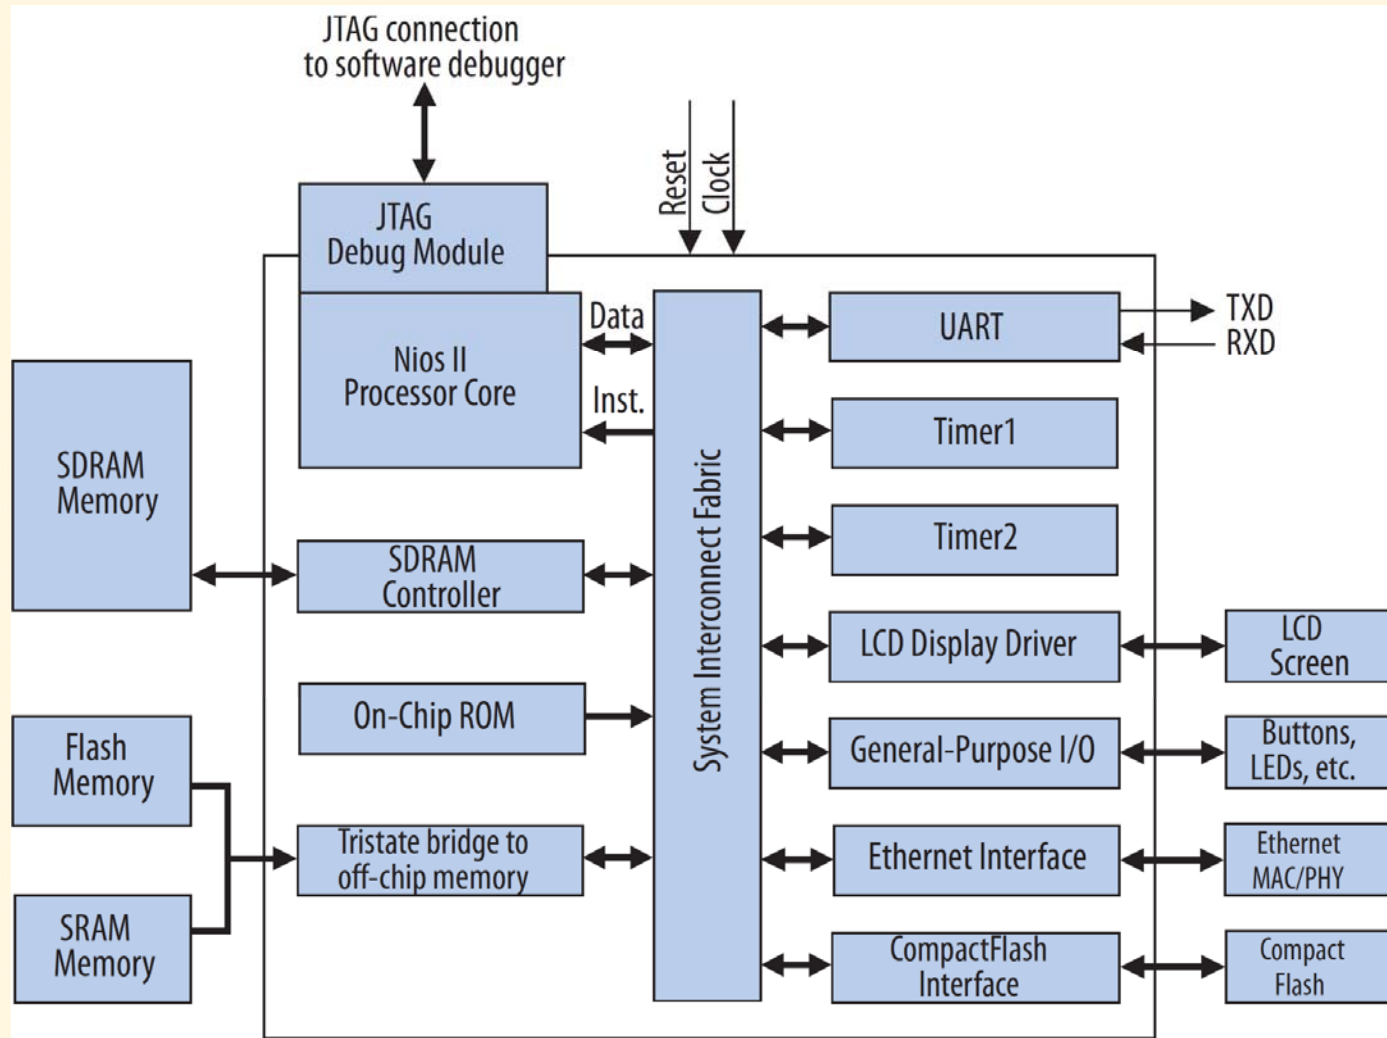 JTAG connection
to software debugger
Reset
Clock
JTAG
Debug Module
Nios II
Processor Core
Data
Inst.
System Interconnect Fabric
UART
TXD
RXD
Timer1
Timer2
SDRAM
Memory
SDRAM
Controller
LCD Display Driver
LCD
Screen
On-Chip ROM
General-Purpose I/O
Buttons,
LEDs, etc.
Flash
Memory
Tristate bridge to
off-chip memory
Ethernet Interface
Ethernet
MAC/PHY
SRAM
Memory
CompactFlash
Interface
Compact
Flash